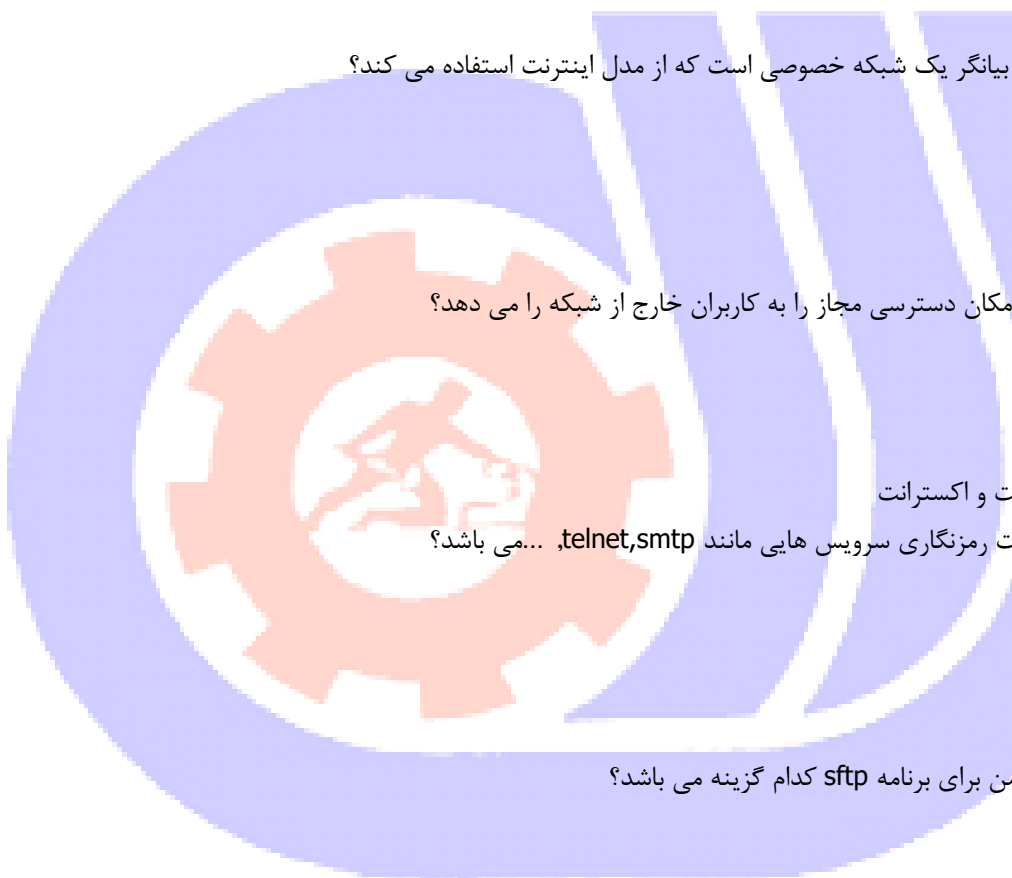 بیانگر یک شبکه خصوصی است که از مدل اینترنت استفاده می کند؟
مکان دسترسی مجاز را به کاربران خارج از شبکه را می دهد؟
ت و اکسترانت
ت رمزنگاری سرویس هایی مانند telnet,smtp, ...می باشد؟
من برای برنامه sftp کدام گزینه می باشد؟